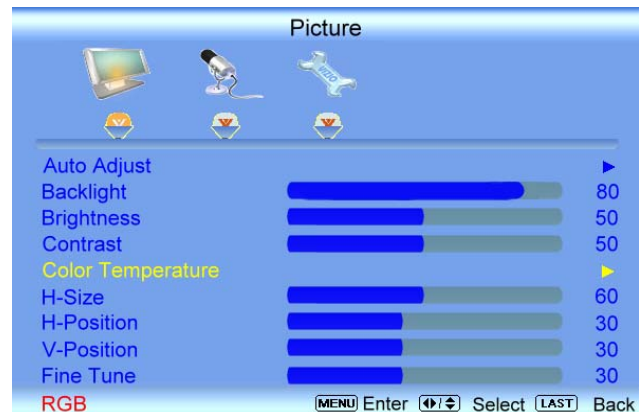 Picture
VIZIO
Auto Adjust
Backlight 80
Brightness 50
Contrast 50
Color Temperature
H-Size 60
H-Position 30
V-Position 30
Fine Tune 30
RGB MENU Enter Select LAST Back